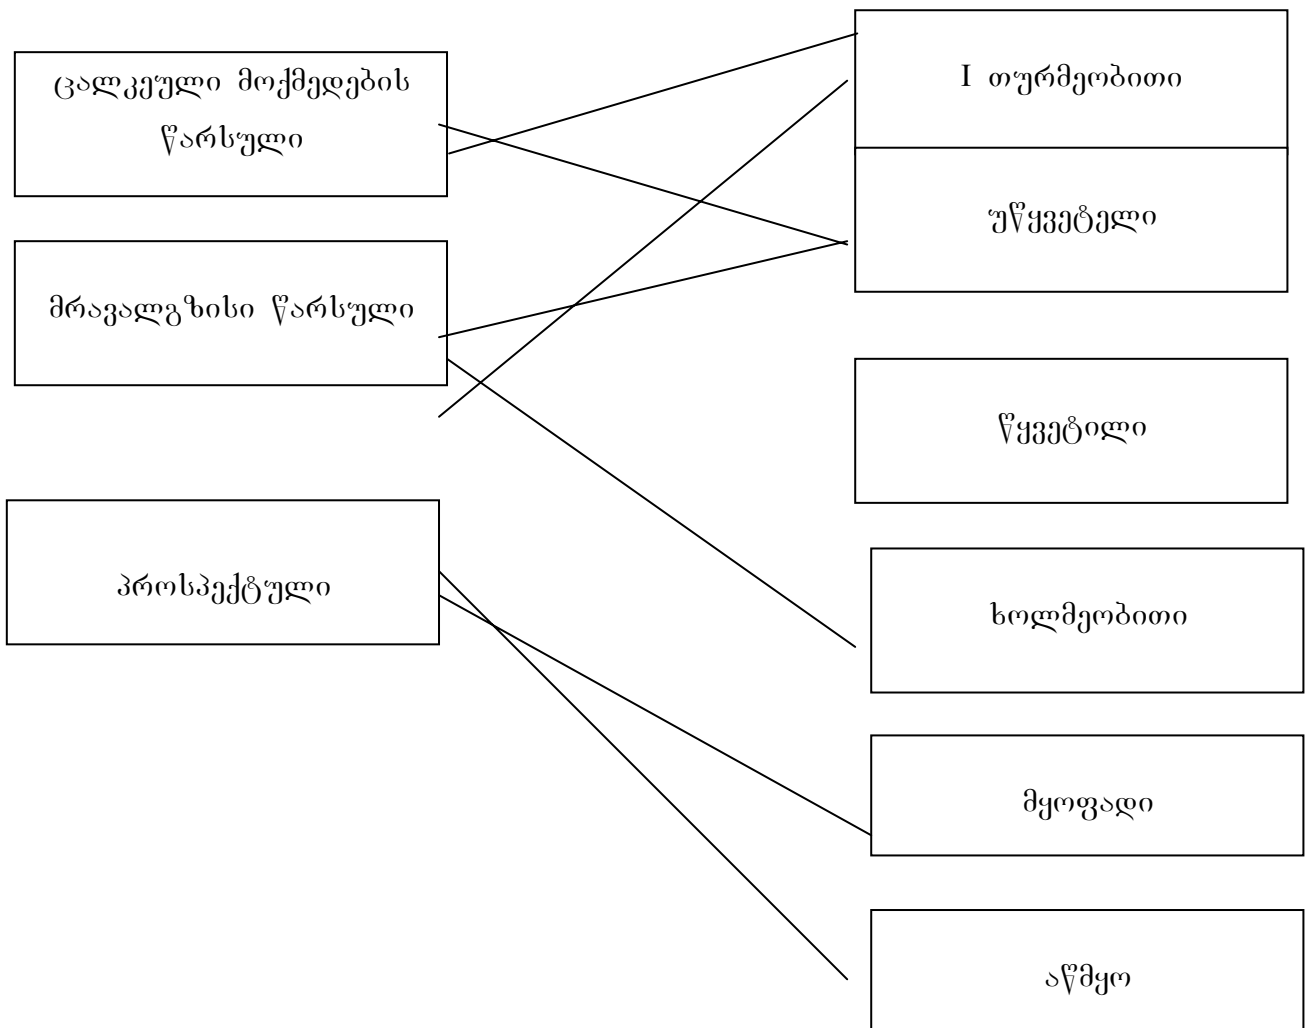 ცალკეული მოქმედების
წარსული
მრავალგზისი წარსული
პროსპექტული
I თურმეობითი
უწყვეტელი
წყვეტილი
ხოლმეობითი
მყოფადი
აწმყო